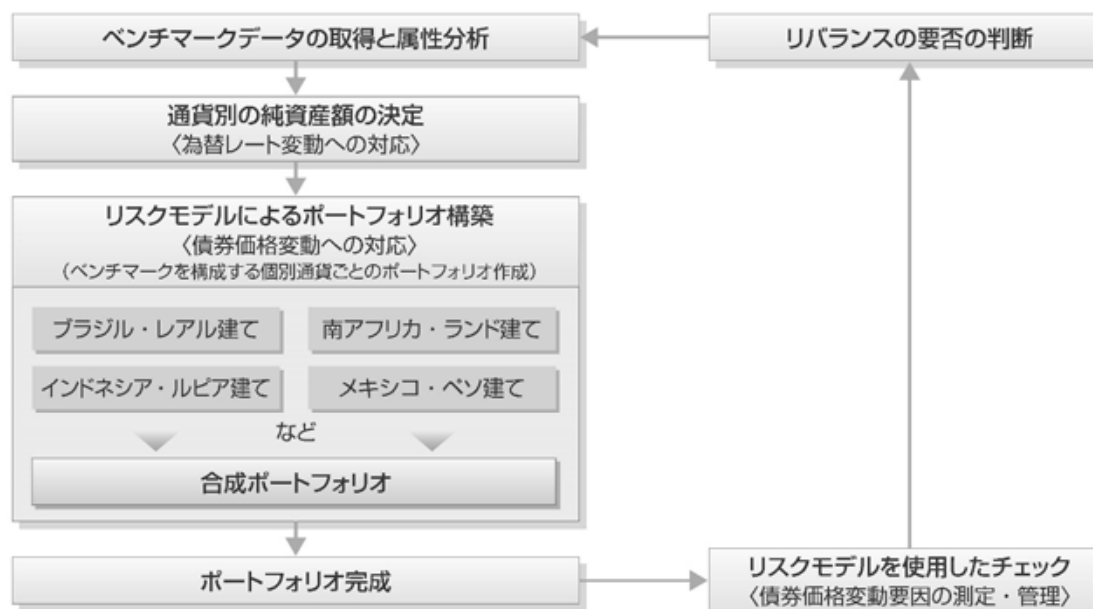 ベンチマークデータの取得と属性分析
リバランスの要否の判断
通貨別の純資産額の決定
〈為替レート変動への対応〉
リスクモデルによるポートフォリオ構築
〈債券価格変動への対応〉
(ベンチマークを構成する個別通貨ごとのポートフォリオ作成)
ブラジル・レアル建て
南アフリカ・ランド建て
インドネシア・ルピア建て
メキシコ・ペソ建て
など
合成ポートフォリオ
ポートフォリオ完成
リスクモデルを使用したチェック
〈債券価格変動要因の測定・管理〉